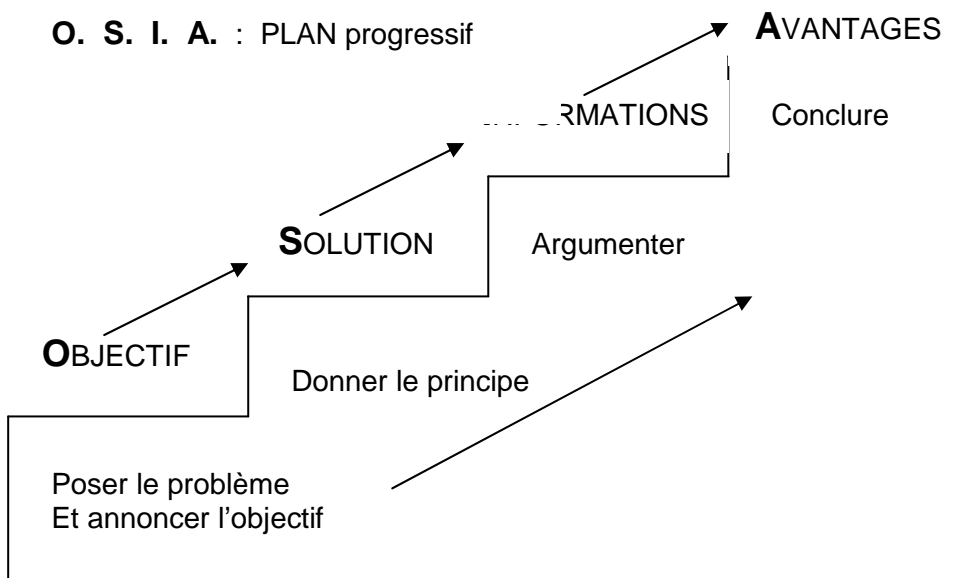 O. S. I. A. : PLAN progressif
AVANTAGES
Conclure
SOLUTION
Argumenter
OBJECTIF
Donner le principe
Poser le problème
Et annoncer l'objectif